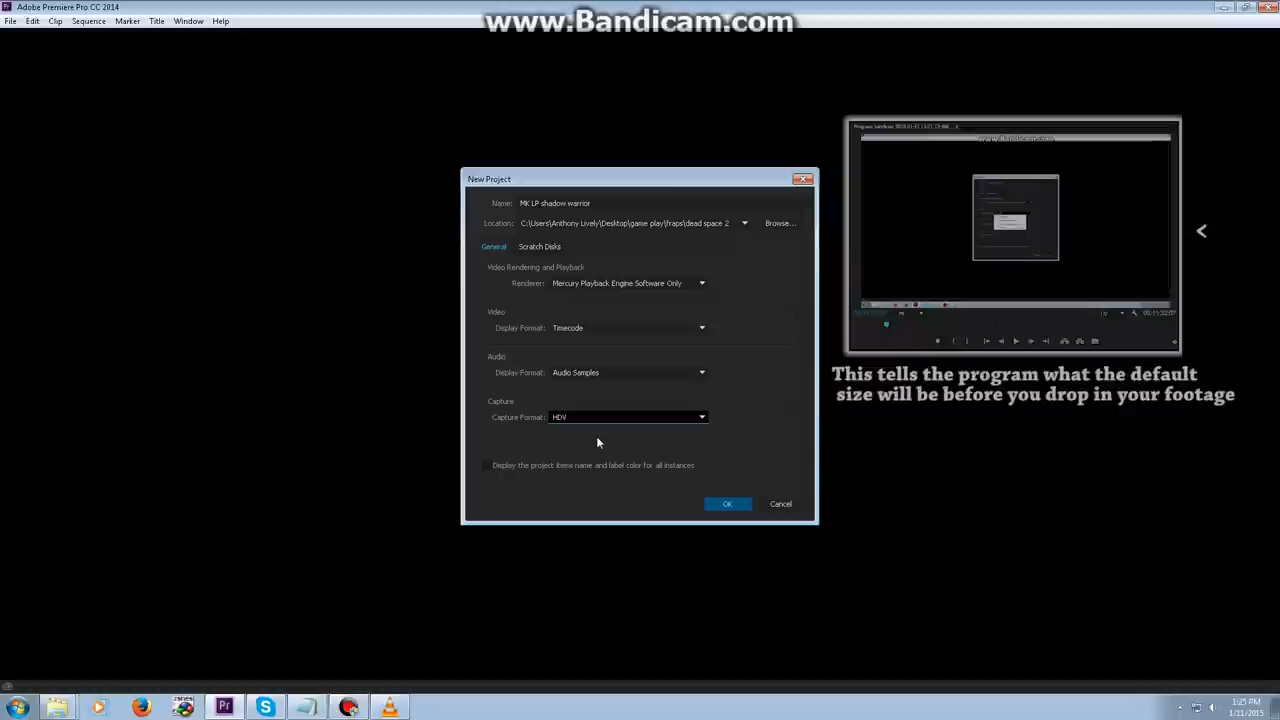 Adobe Premiere Pro CC 2014
File Edit Clip Sequence Marker Title Window Help
www.Bandicam.com
New Project
Name: MK LP shadow warrior
Location: C:\Users\Anthony Lively\Desktop\game play\fraps\dead space 2 Browse...
General Scratch Disks
Video Rendering and Playback
Renderer: Mercury Playback Engine Software Only
Video
Display Format: Timecode
Audio
Display Format: Audio Samples
Capture
Capture Format: HDV
Display the project items name and label color for all instances
OK Cancel
00:11:32:07
This tells the program what the default
size will be before you drop in your footage
Pr
1:25 PM
1/11/2015